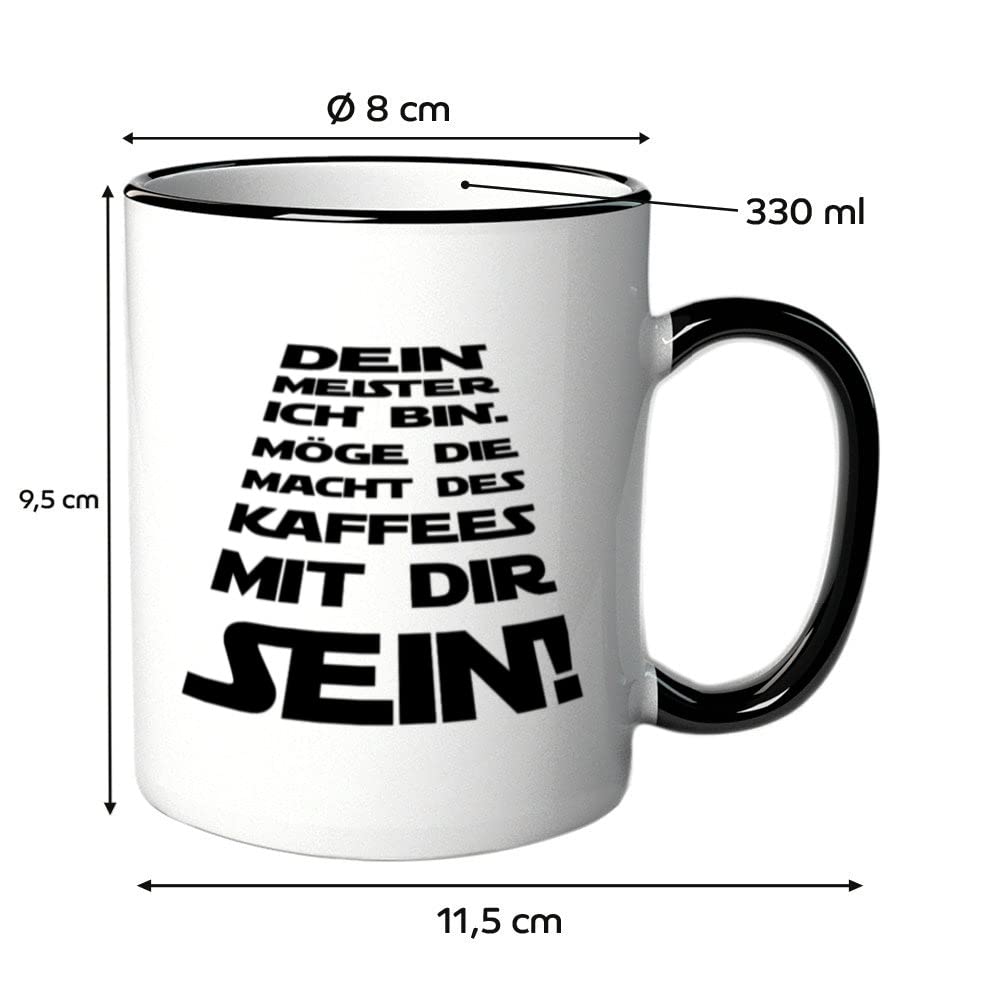 Ø 8 cm
330 ml
DEIN
MEISTER
ICH BIN.
MÖGE DIE
MACHT DES
KAFFEES
MIT DIR
SEIN!
9,5 cm
11,5 cm